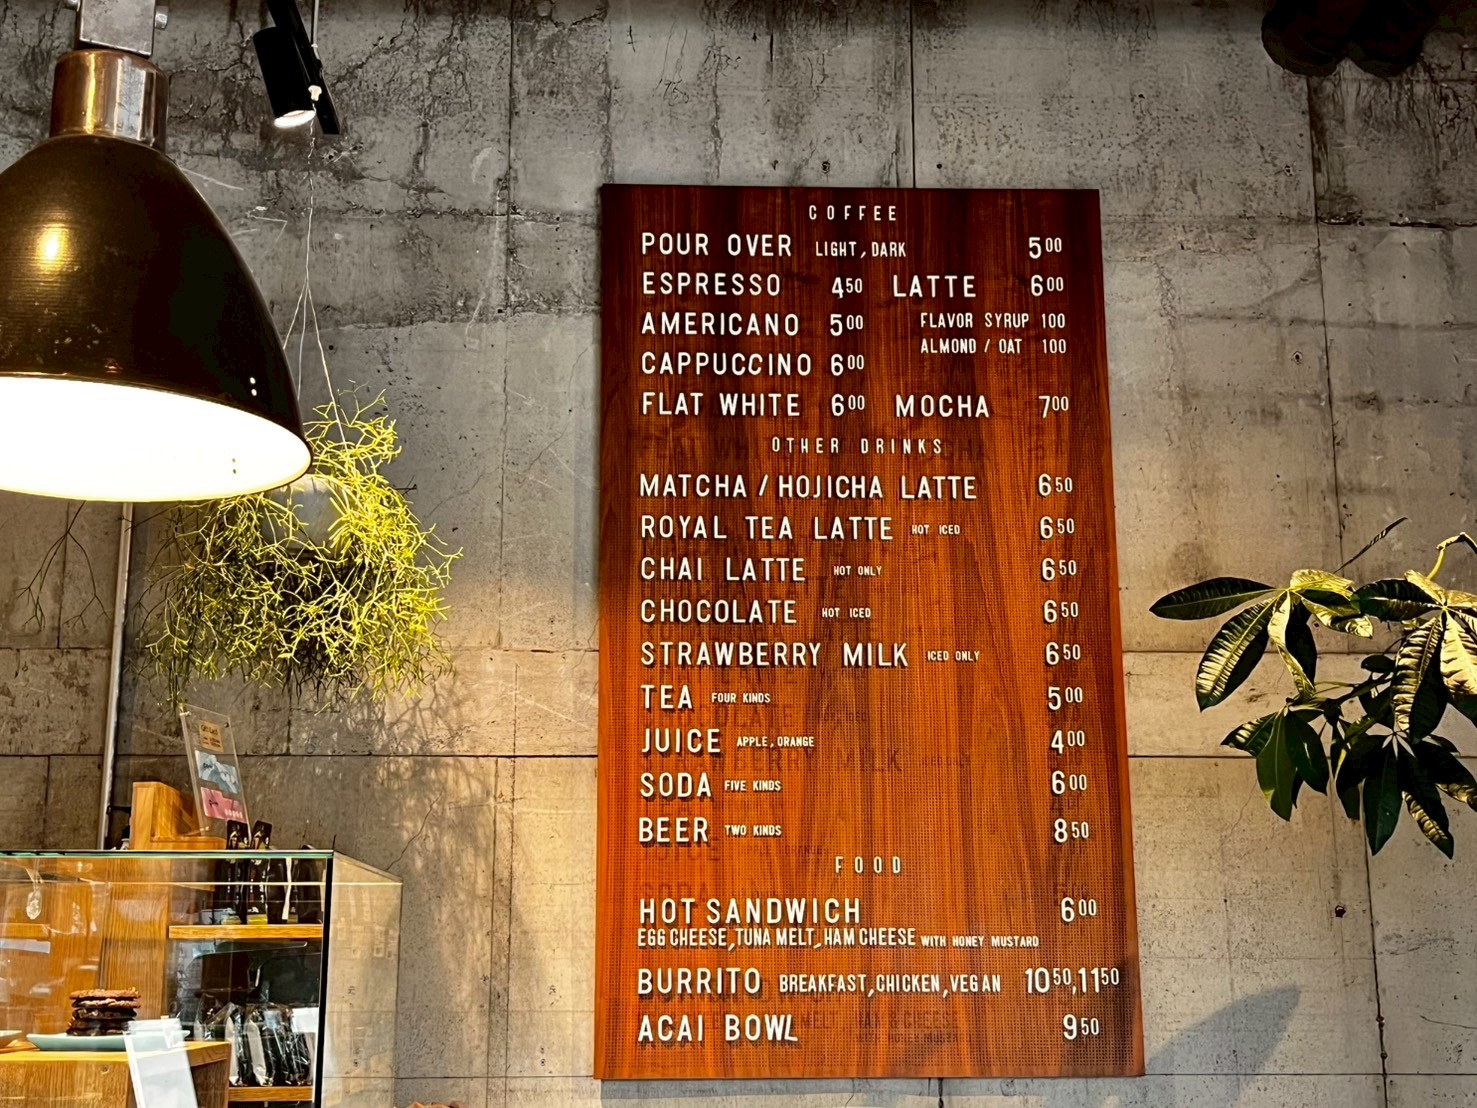 COFFEE
POUR OVER LIGHT, DARK 500
ESPRESSO 450 LATTE 600
AMERICANO 500 FLAVOR SYRUP 100
ALMOND / OAT 100
CAPPUCCINO 600
FLAT WHITE 600 MOCHA 700
OTHER DRINKS
MATCHA / HOJICHA LATTE 650
ROYAL TEA LATTE HOT ICED 650
CHAI LATTE HOT ONLY 650
CHOCOLATE HOT ICED 650
STRAWBERRY MILK ICED ONLY 650
TEA FOUR KINDS 500
JUICE APPLE, ORANGE 400
SODA FIVE KINDS 600
BEER TWO KINDS 850
FOOD
HOT SANDWICH 600
EGG CHEESE, TUNA MELT, HAM CHEESE WITH HONEY MUSTARD
BURRITO BREAKFAST, CHICKEN, VEGAN 1050, 1150
ACAI BOWL 950